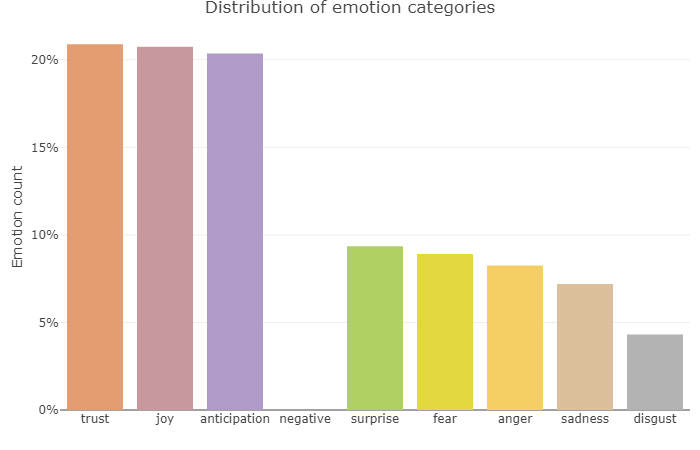 Distribution of emotion categories
Emotion count
20%
15%
10%
5%
0%
trust joy anticipation negative surprise fear anger sadness disgust